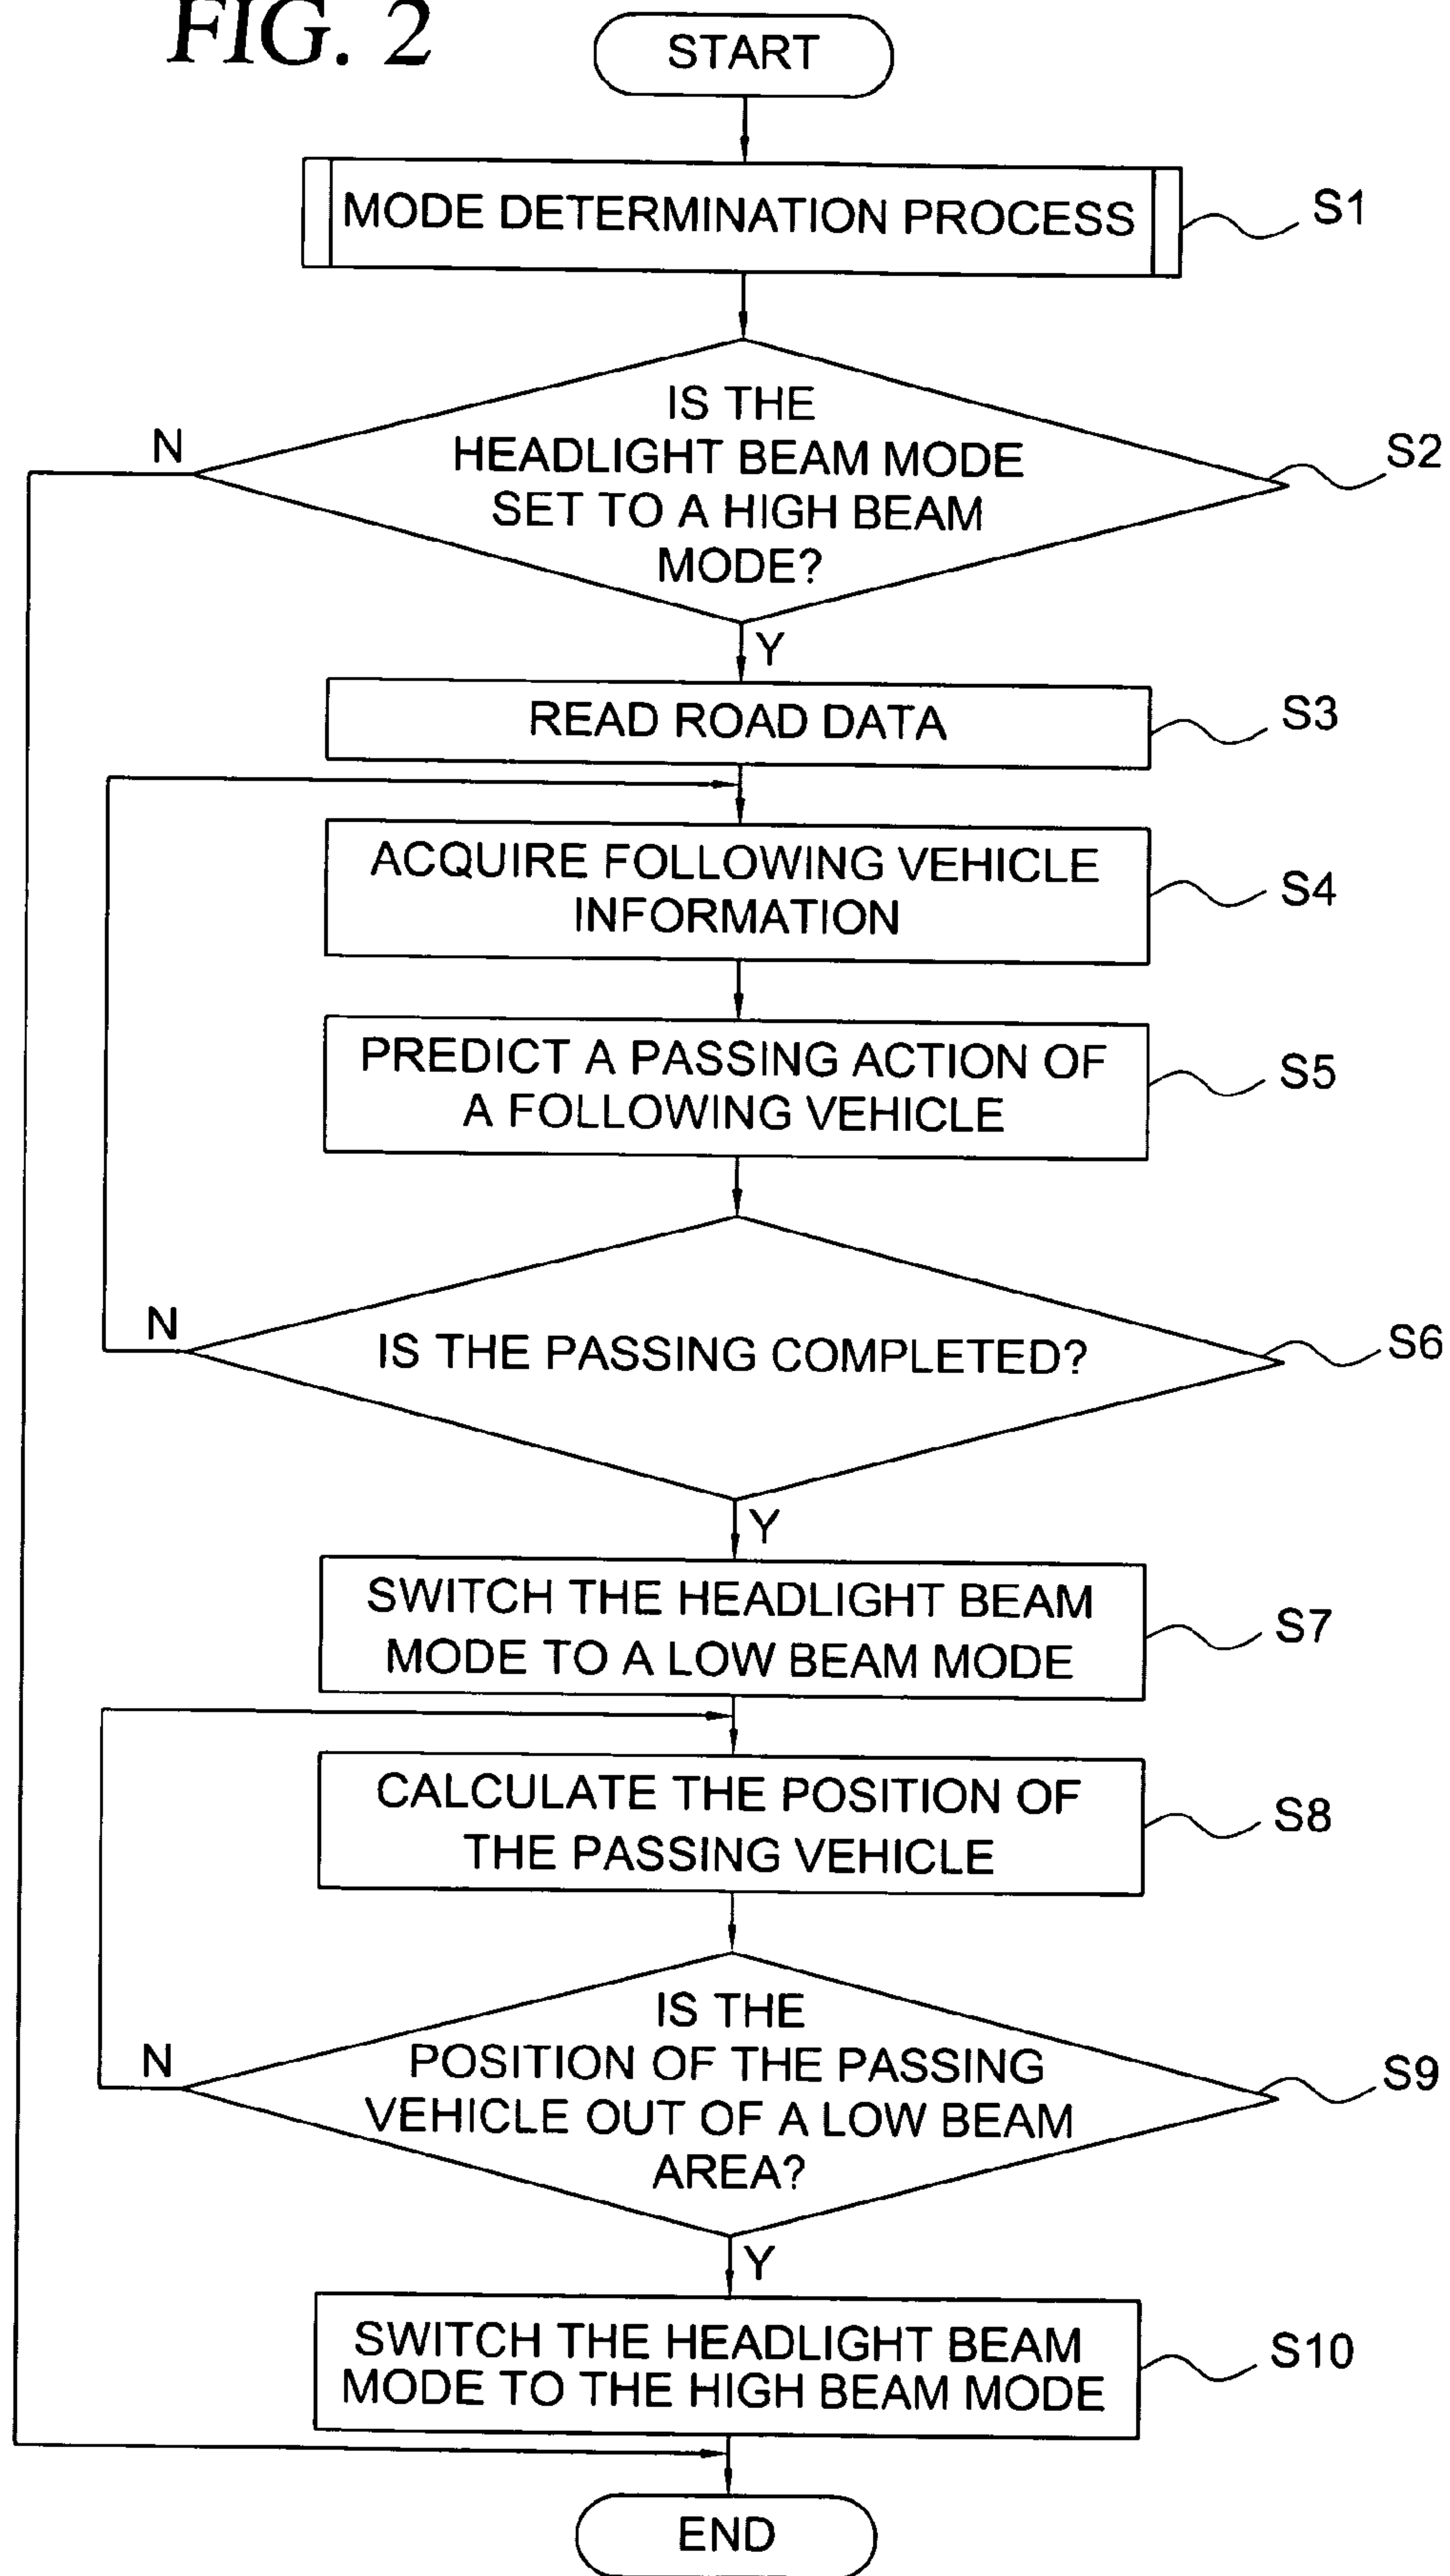 FIG. 2
START
MODE DETERMINATION PROCESS
S1
IS THE
HEADLIGHT BEAM MODE
SET TO A HIGH BEAM
MODE?
N
S2
Y
READ ROAD DATA
S3
ACQUIRE FOLLOWING VEHICLE
INFORMATION
S4
PREDICT A PASSING ACTION OF
A FOLLOWING VEHICLE
S5
IS THE PASSING COMPLETED?
N
S6
Y
SWITCH THE HEADLIGHT BEAM
MODE TO A LOW BEAM MODE
S7
CALCULATE THE POSITION OF
THE PASSING VEHICLE
S8
IS THE
POSITION OF THE PASSING
VEHICLE OUT OF A LOW BEAM
AREA?
N
S9
Y
SWITCH THE HEADLIGHT BEAM
MODE TO THE HIGH BEAM MODE
S10
END